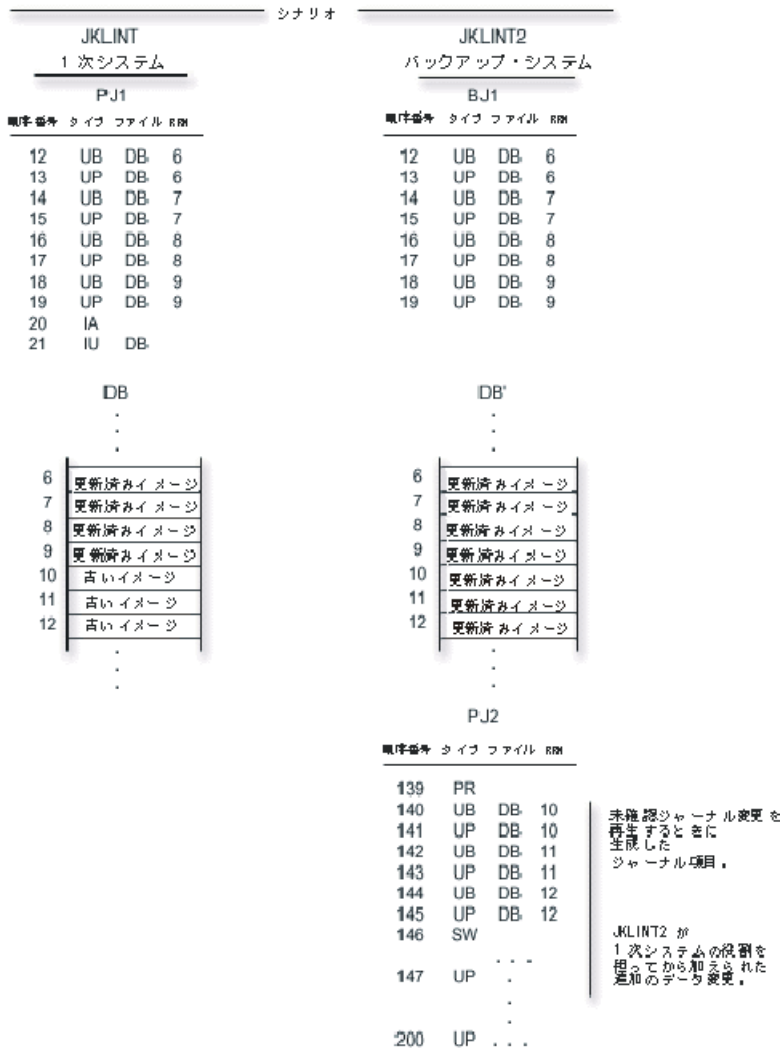 シナリオ
JKLINT
1 次システム
PJ1
順序番号 タイプ ファイル RRN
12 UB DB 6
13 UP DB 6
14 UB DB 7
15 UP DB 7
16 UB DB 8
17 UP DB 8
18 UB DB 9
19 UP DB 9
20 IA
21 IU DB
DB
6 更新済みイメージ
7 更新済みイメージ
8 更新済みイメージ
9 更新済みイメージ
10 古いイメージ
11 古いイメージ
12 古いイメージ
JKLINT2
バックアップ・システム
BJ1
順序番号 タイプ ファイル RRN
12 UB DB 6
13 UP DB 6
14 UB DB 7
15 UP DB 7
16 UB DB 8
17 UP DB 8
18 UB DB 9
19 UP DB 9
DB'
6 更新済みイメージ
7 更新済みイメージ
8 更新済みイメージ
9 更新済みイメージ
10 更新済みイメージ
11 更新済みイメージ
12 更新済みイメージ
PJ2
順序番号 タイプ ファイル RRN
139 PR
140 UB DB 10
141 UP DB 10
142 UB DB 11
143 UP DB 11
144 UB DB 12
145 UP DB 12
146 SW
147 UP . . .
200 UP . . .
未確認ジャーナル変更を
再生するときに
生成した
ジャーナル項目。
JKLINT2 が
1 次システムの役割を
担ってから加えられた
追加のデータ変更。